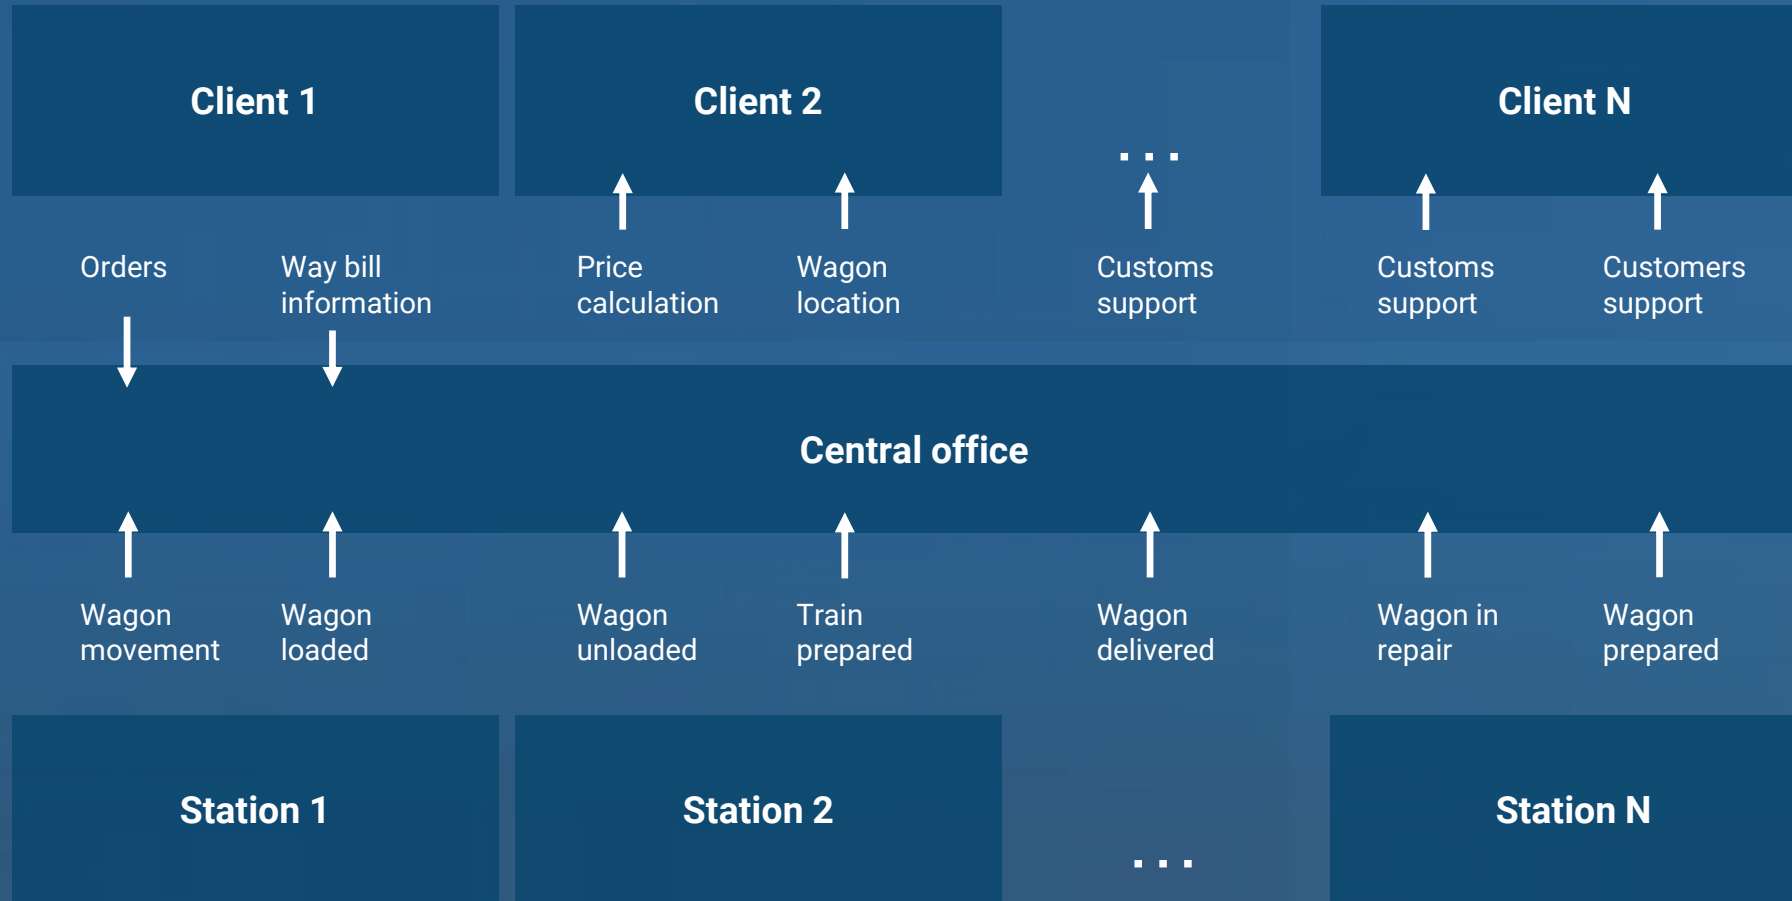 Client 1
Client 2
...
Client N
Orders
Way bill
information
Price
calculation
Wagon
location
Customs
support
Customs
support
Customers
support
Central office
Wagon
movement
Wagon
loaded
Wagon
unloaded
Train
prepared
Wagon
delivered
Wagon in
repair
Wagon
prepared
Station 1
Station 2
...
Station N